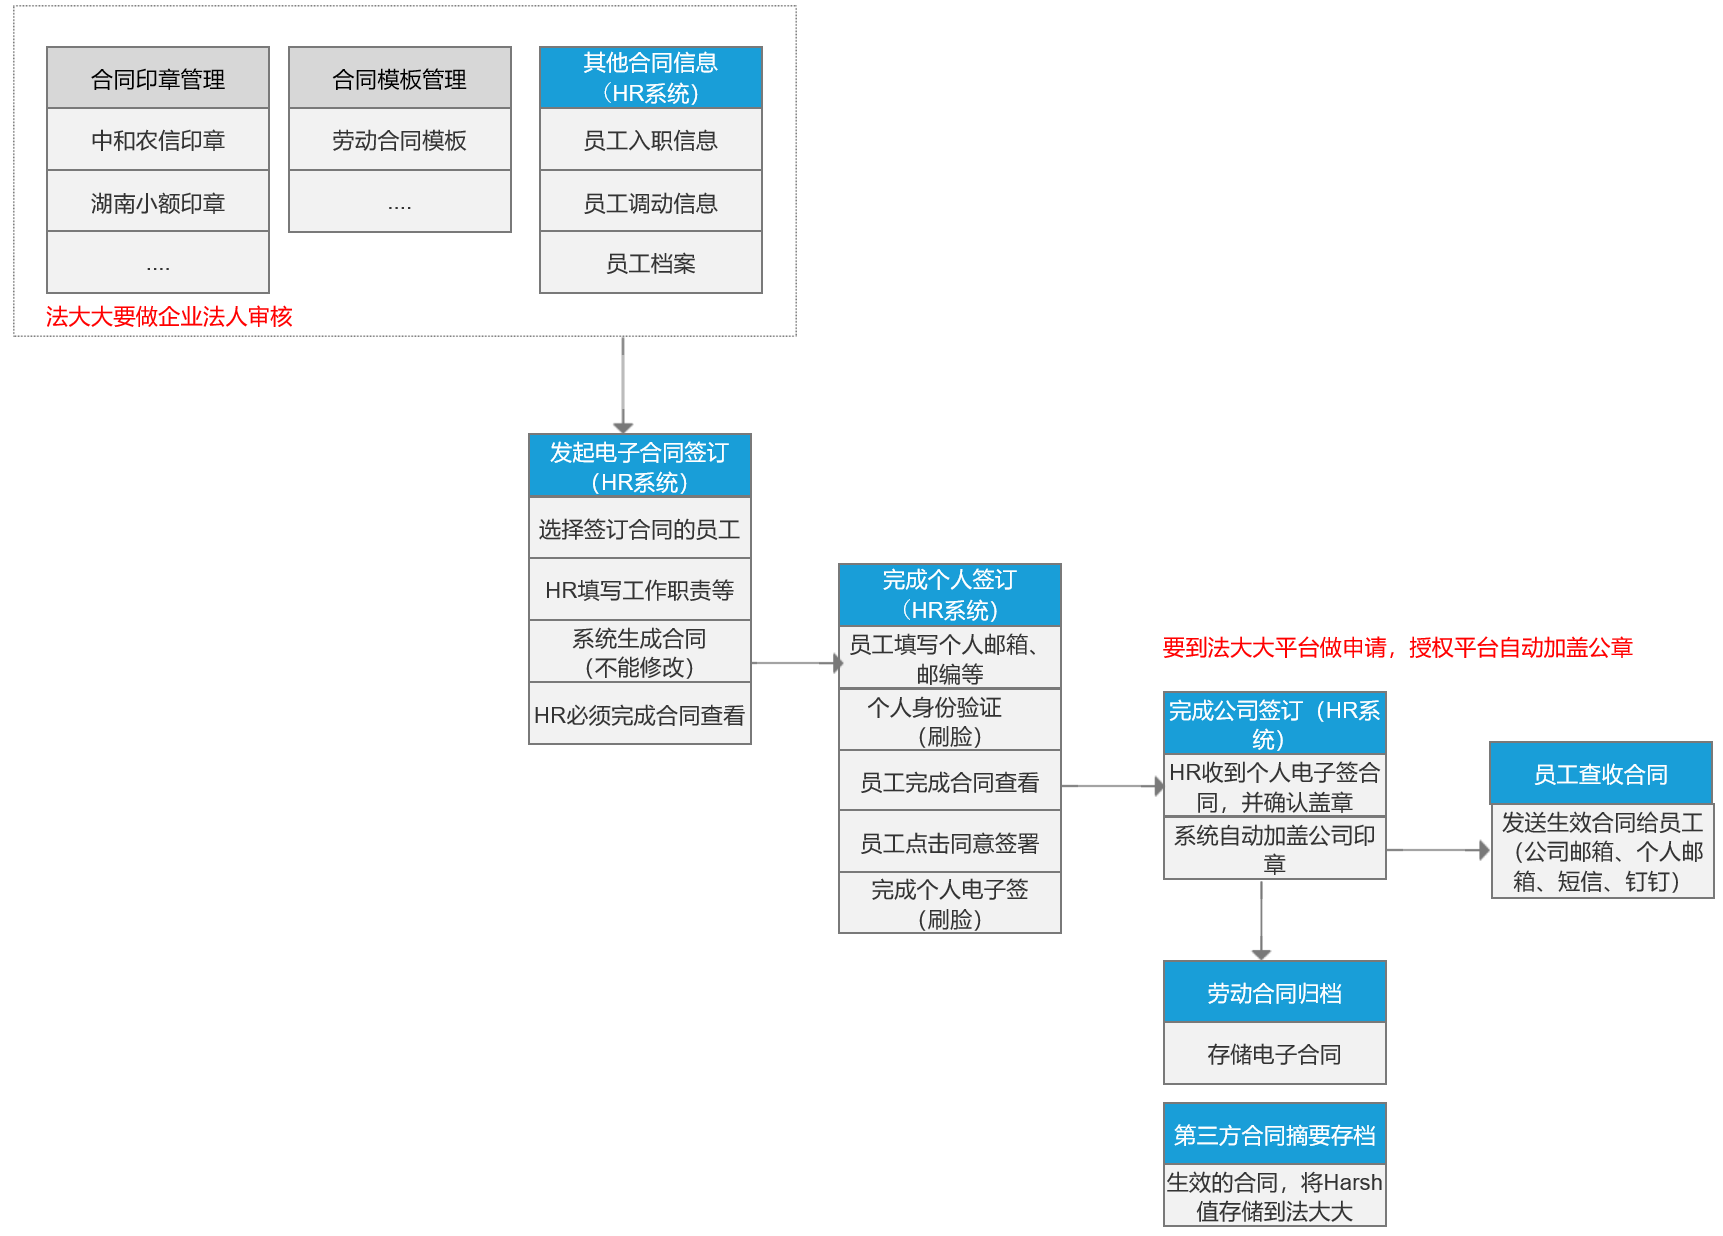 合同印章管理
中和农信印章
湖南小额印章
....
合同模板管理
劳动合同模板
....
其他合同信息
（HR系统）
员工入职信息
员工调动信息
员工档案
法大大要做企业法人审核
发起电子合同签订
（HR系统）
选择签订合同的员工
HR填写工作职责等
系统生成合同
（不能修改）
HR必须完成合同查看
完成个人签订
（HR系统）
员工填写个人邮箱、
邮编等
个人身份验证
（刷脸）
员工完成合同查看
员工点击同意签署
完成个人电子签
（刷脸）
要到法大大平台做申请，授权平台自动加盖公章
完成公司签订（HR系
统）
HR收到个人电子签合
同，并确认盖章
系统自动加盖公司印
章
员工查收合同
发送生效合同给员工
（公司邮箱、个人邮
箱、短信、钉钉）
劳动合同归档
存储电子合同
第三方合同摘要存档
生效的合同，将Harsh
值存储到法大大